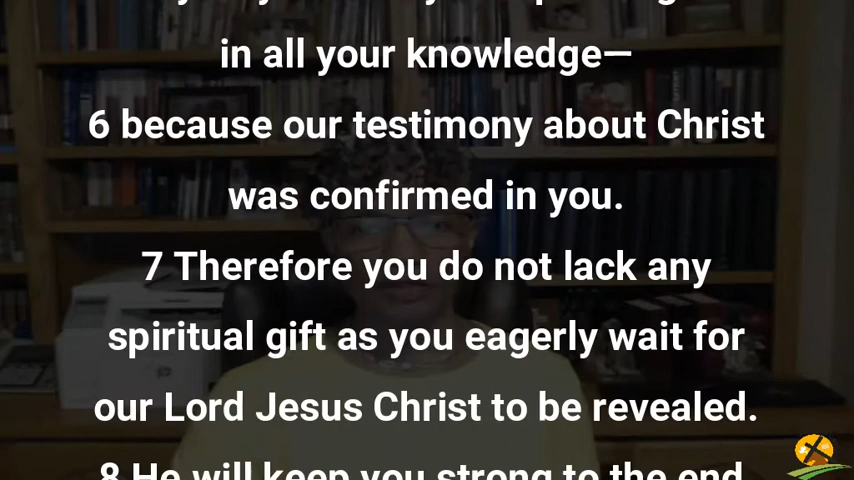 in all your knowledge—
6 because our testimony about Christ
was confirmed in you.
7 Therefore you do not lack any
spiritual gift as you eagerly wait for
our Lord Jesus Christ to be revealed.
8 He will keep you strong to the end,